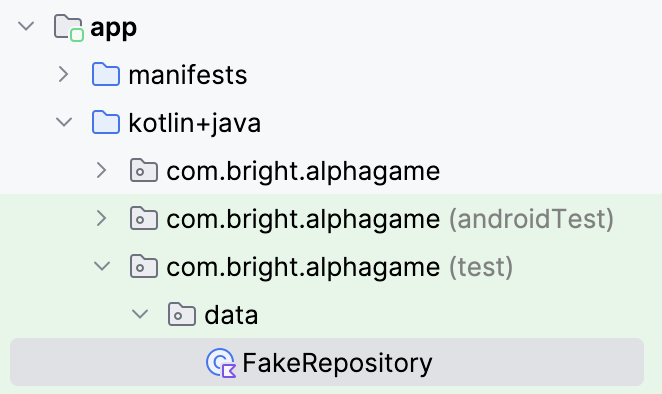 app
manifests
kotlin+java
com.bright.alphagame
com.bright.alphagame (androidTest)
com.bright.alphagame (test)
data
FakeRepository